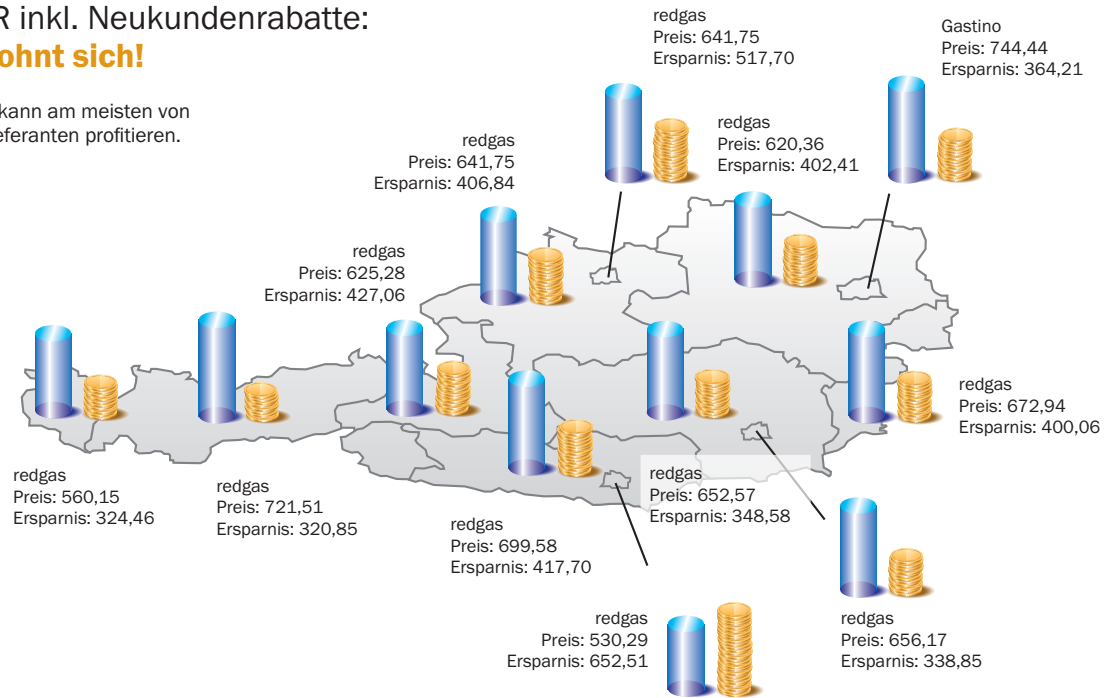 R inkl. Neukundenrabatte:
ohnt sich!
kann am meisten von
eferanten profitieren.
redgas
Preis: 641,75
Ersparnis: 517,70
Gastino
Preis: 744,44
Ersparnis: 364,21
redgas
Preis: 620,36
Ersparnis: 402,41
redgas
Preis: 641,75
Ersparnis: 406,84
redgas
Preis: 625,28
Ersparnis: 427,06
redgas
Preis: 672,94
Ersparnis: 400,06
redgas
Preis: 560,15
Ersparnis: 324,46
redgas
Preis: 721,51
Ersparnis: 320,85
redgas
Preis: 699,58
Ersparnis: 417,70
redgas
Preis: 652,57
Ersparnis: 348,58
redgas
Preis: 530,29
Ersparnis: 652,51
redgas
Preis: 656,17
Ersparnis: 338,85